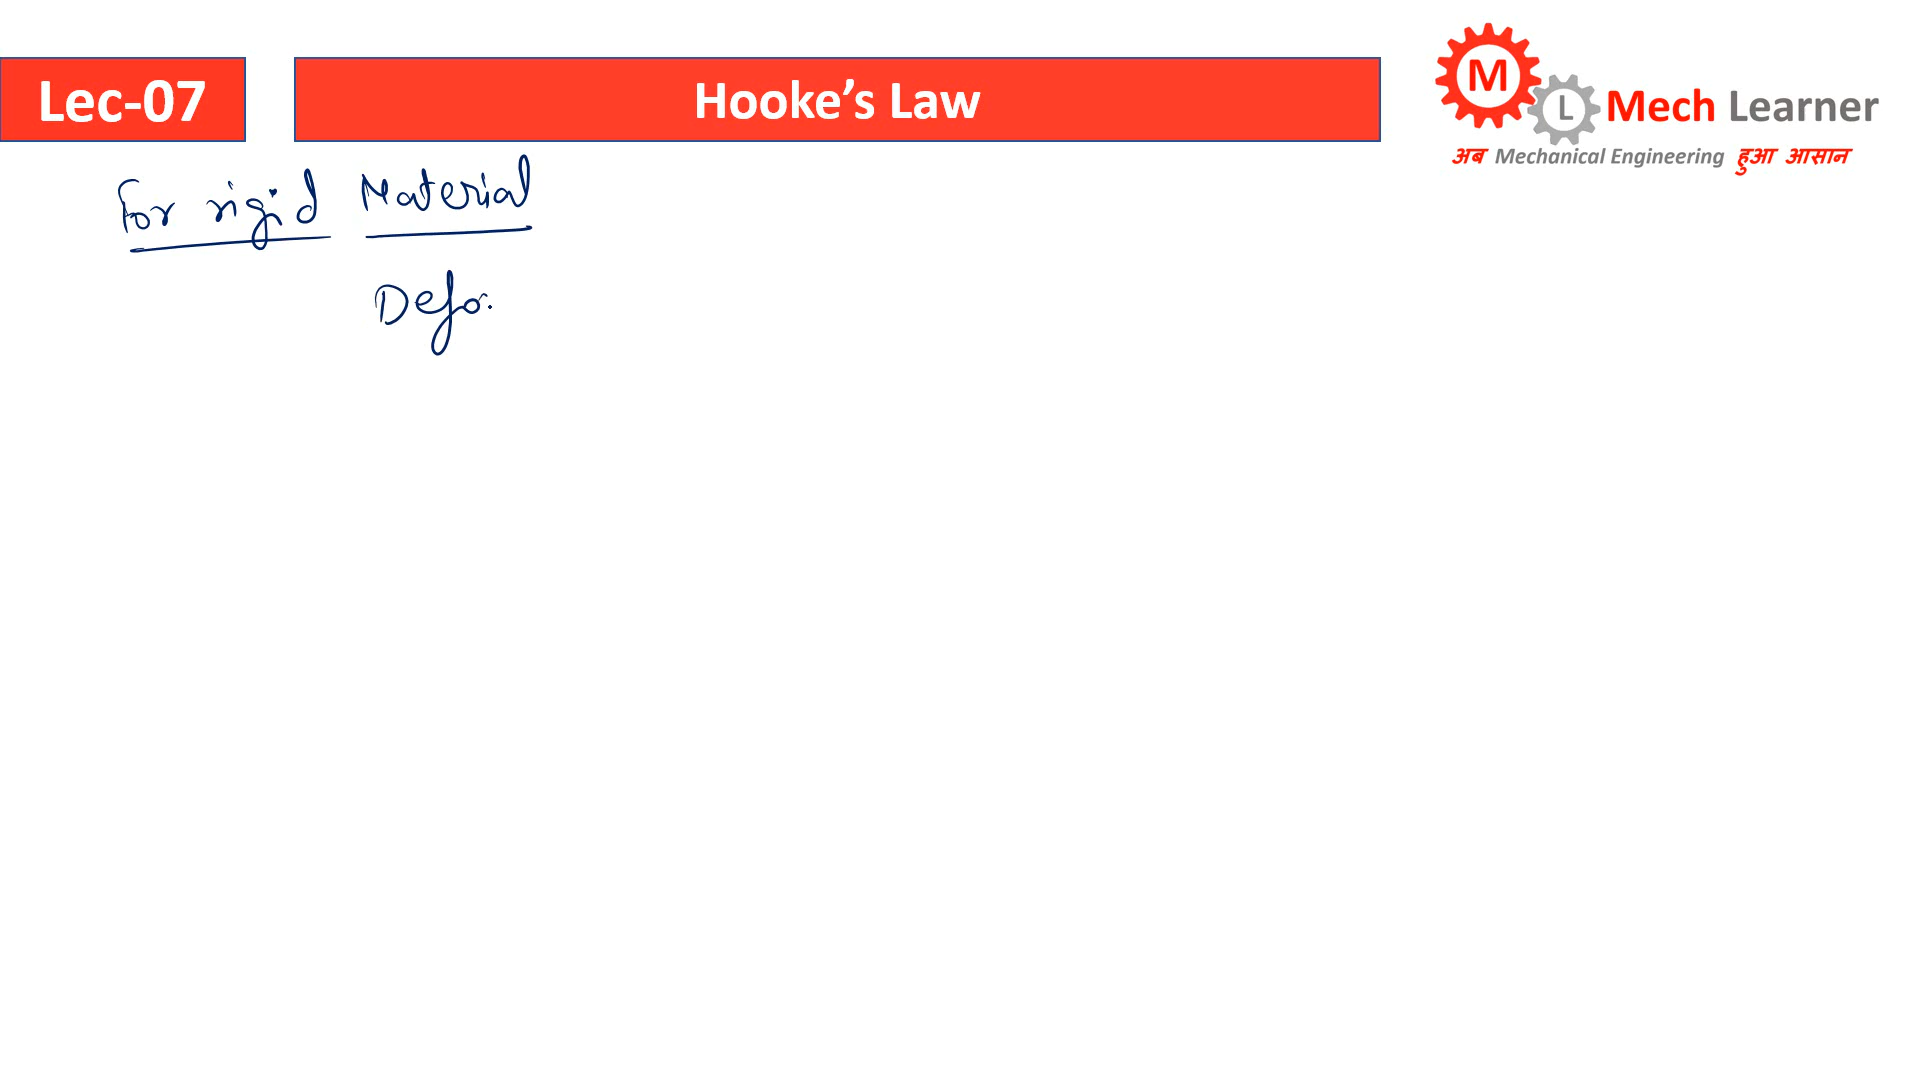 Lec-07
Hooke’s Law
M
L
Mech Learner
अब Mechanical Engineering हुआ आसान
For rigid Material
Defo.